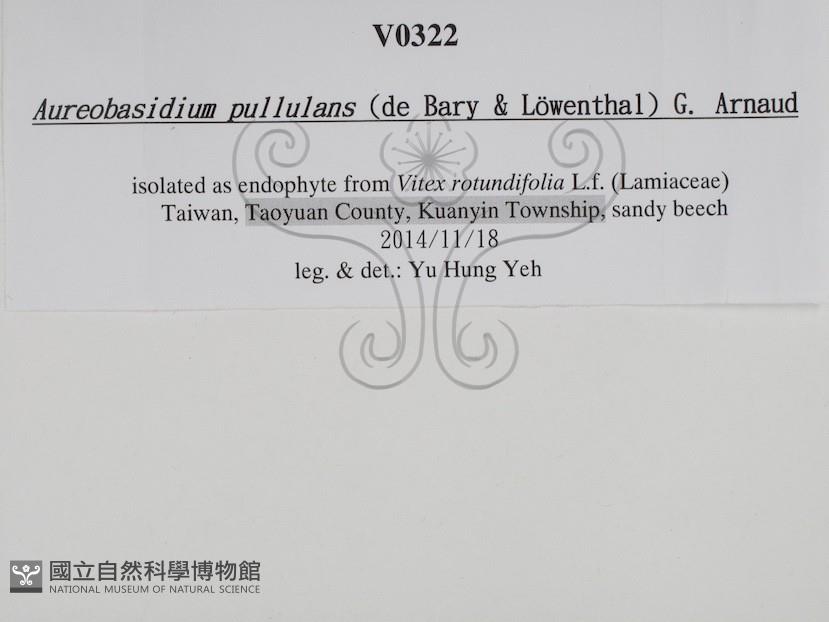 V0322
Aureobasidium pullulans (de Bary & Löwenthal) G. Arnaud
isolated as endophyte from Vitex rotundifolia L.f. (Lamiaceae)
Taiwan, Taoyuan County, Kuanyin Township, sandy beech
2014/11/18
leg. & det.: Yu Hung Yeh
國立自然科學博物館
NATIONAL MUSEUM OF NATURAL SCIENCE